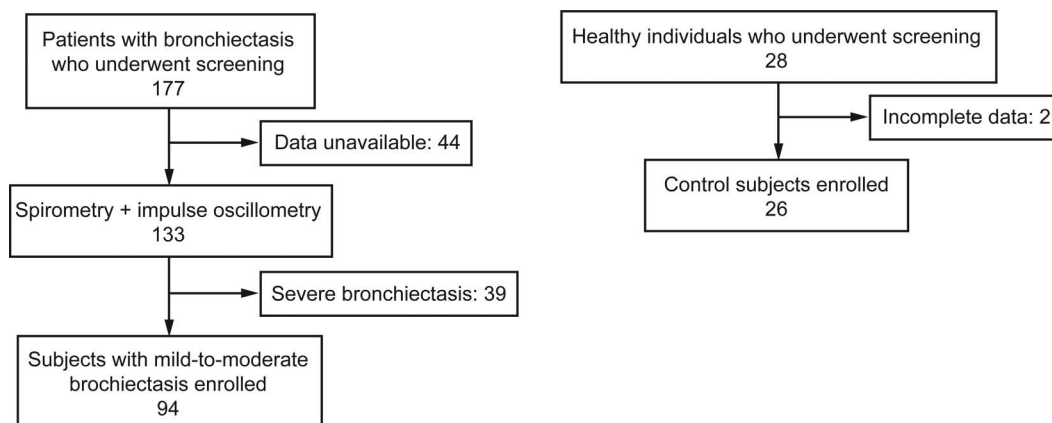 Patients with bronchiectasis
who underwent screening
177
Data unavailable: 44
Spirometry + impulse oscillometry
133
Severe bronchiectasis: 39
Subjects with mild-to-moderate
brochiectasis enrolled
94
Healthy individuals who underwent screening
28
Incomplete data: 2
Control subjects enrolled
26